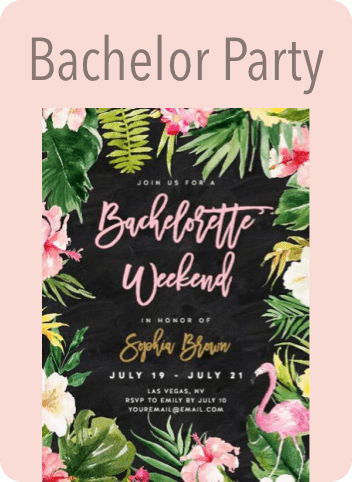 Bachelor Party
JOIN US FOR A
Bachelorette
Weekend
IN HONOR OF
Sophia Brown
JULY 19 - JULY 21
LAS VEGAS, NV
RSVP TO EMILY BY JULY 10
YOUREMAIL@EMAIL.COM